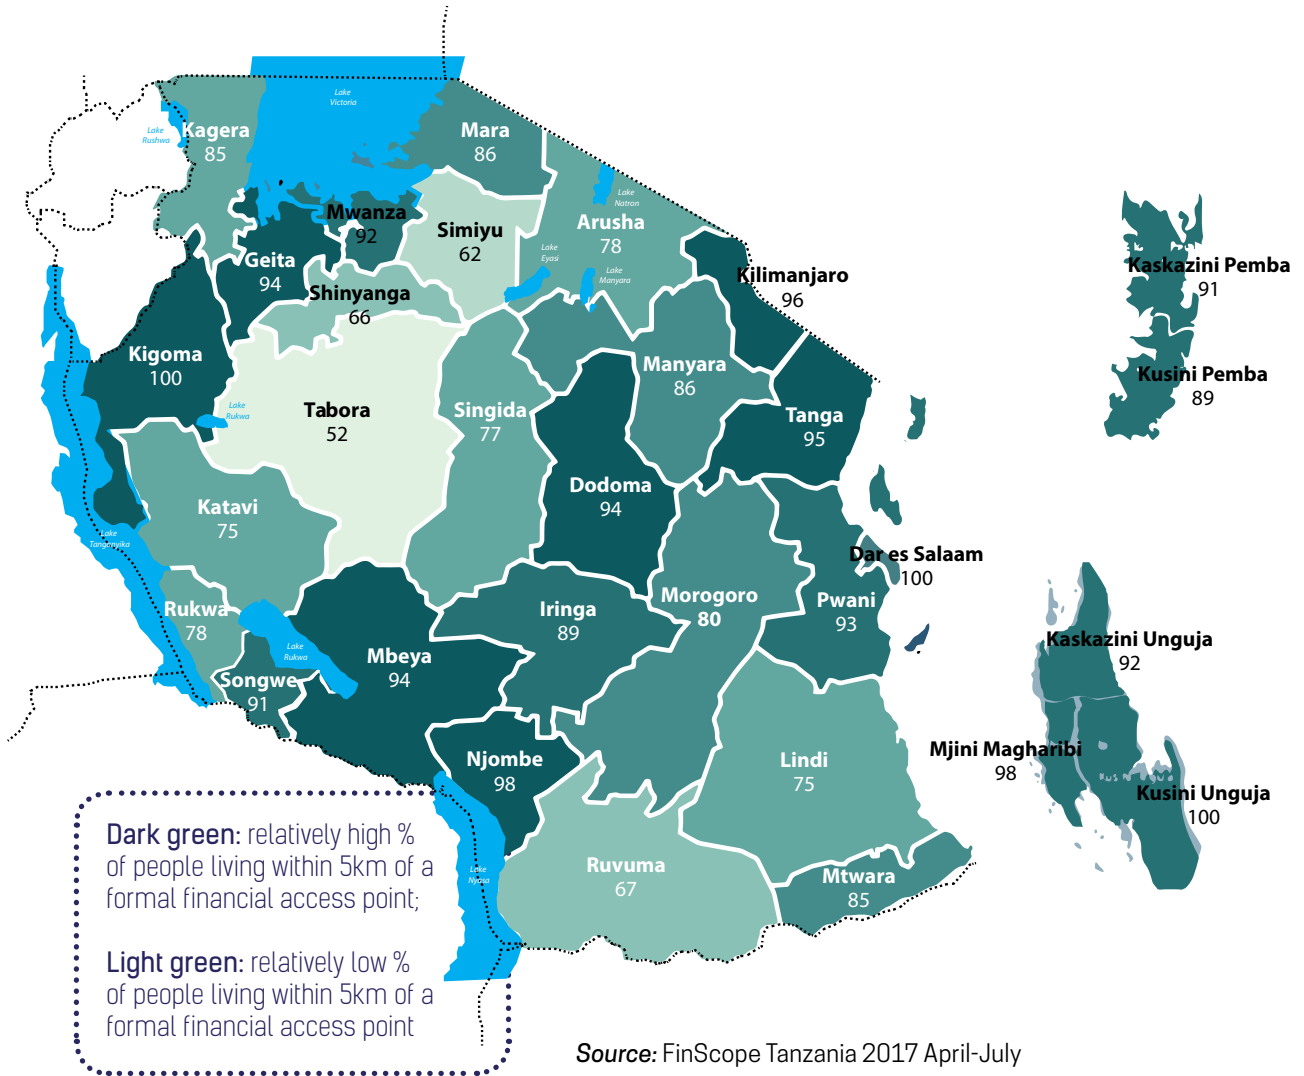 Lake
Victoria
Lake
Rushwa
Kagera
85
Mara
86
Lake
Natron
Mwanza
92
Simiyu
62
Arusha
78
Lake
Eyasi
Lake
Manyara
Geita
94
Shinyanga
66
Kilimanjaro
96
Kigoma
100
Manyara
86
Lake
Rukwa
Tabora
52
Singida
77
Tanga
95
Katavi
75
Dodoma
94
Lake
Tanganyika
Dar es Salaam
100
Rukwa
78
Iringa
89
Morogoro
80
Pwani
93
Lake
Rukwa
Mbeya
94
Songwe
91
Njombe
98
Lindi
75
Lake
Nyasa
Ruvuma
67
Mtwara
85
Kaskazini Pemba
91
Kusini Pemba
89
Kaskazini Unguja
92
Mjini Magharibi
98
Kusini Unguja
100
Dark green: relatively high %
of people living within 5km of a
formal financial access point;
Light green: relatively low %
of people living within 5km of a
formal financial access point
Source: FinScope Tanzania 2017 April-July